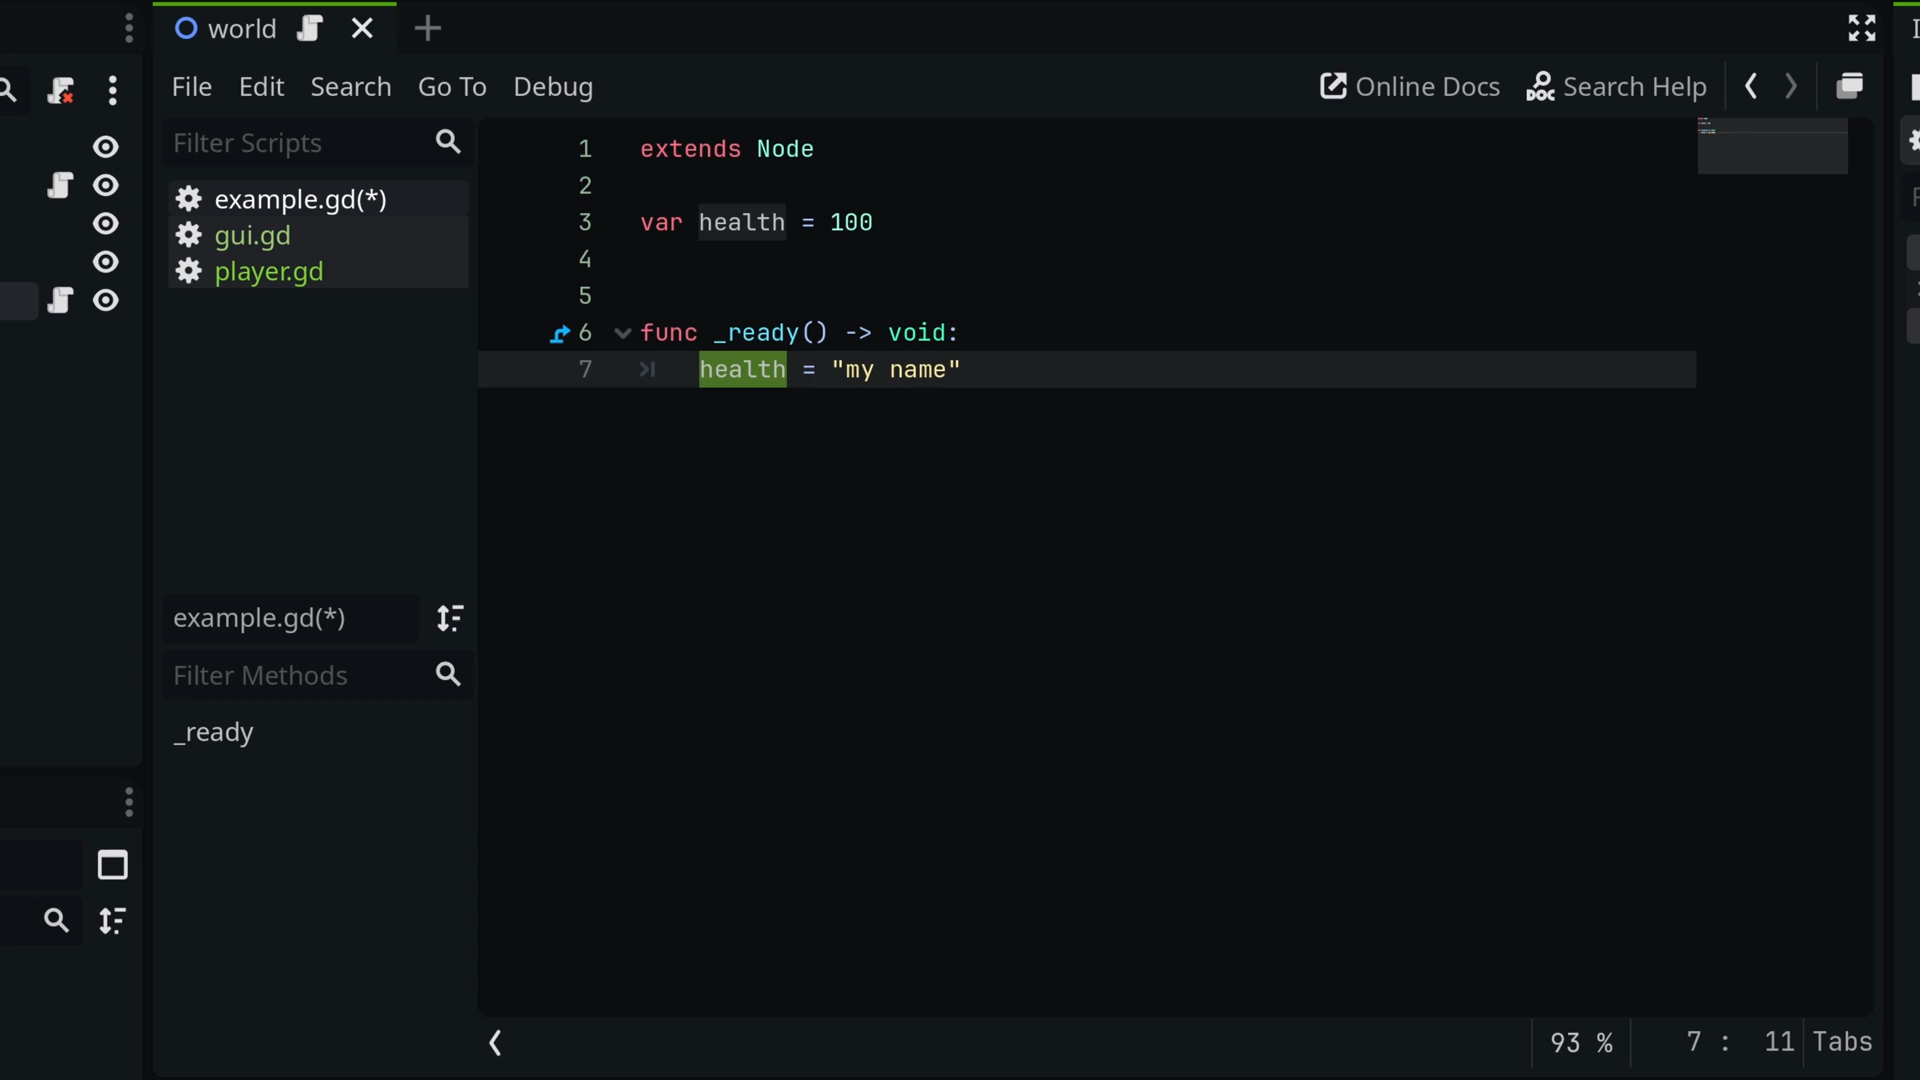 world
File Edit Search Go To Debug
Online Docs
DOC
Search Help
Filter Scripts
example.gd(*)
gui.gd
player.gd
example.gd(*)
Filter Methods
_ready
1 extends Node
2
3 var health = 100
4
5
6 func _ready() -> void:
7 health = "my name"
93 % 7 : 11 Tabs